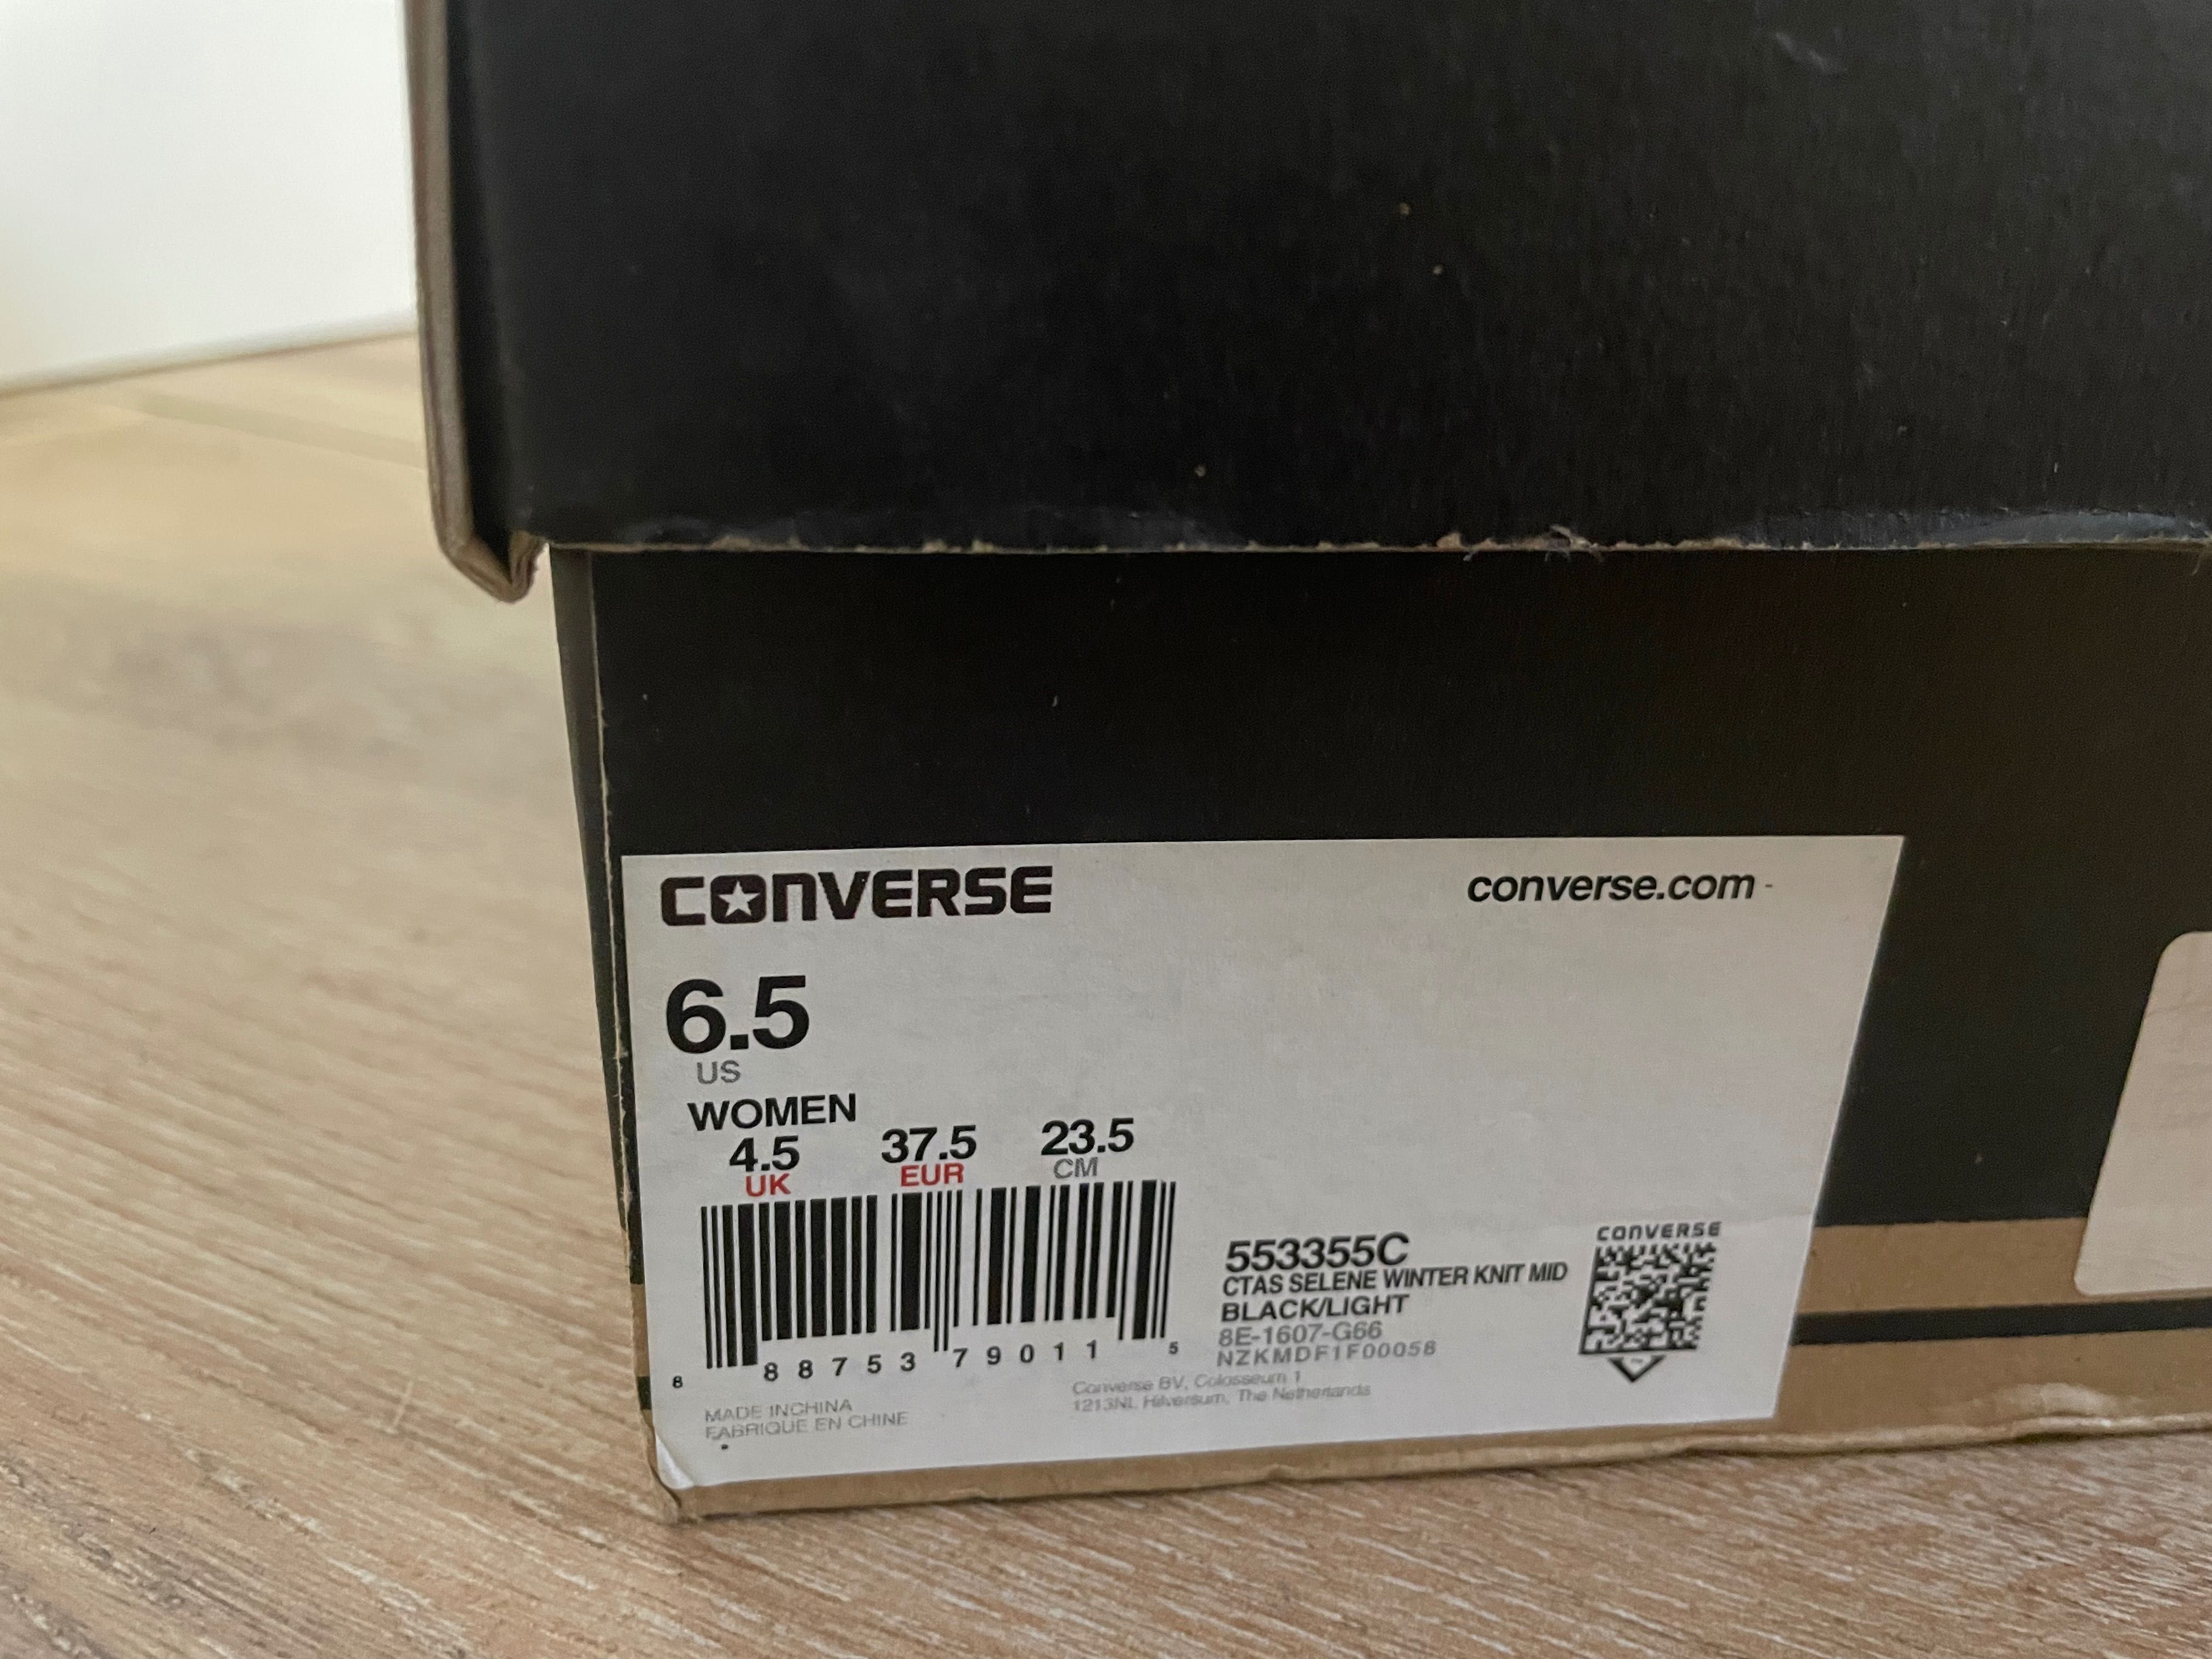 CONVERSE
converse.com -
6.5
US
WOMEN
4.5 37.5 23.5
UK EUR CM
8 88753 79011 5
553355C
CTAS SELENE WINTER KNIT MID
BLACK/LIGHT
8E-1607-G66
NZKMDF1F00058
CONVERSE
MADE IN CHINA
FABRIQUE EN CHINE
Converse BV, Colosseum 1
1213NL Hilversum, The Netherlands